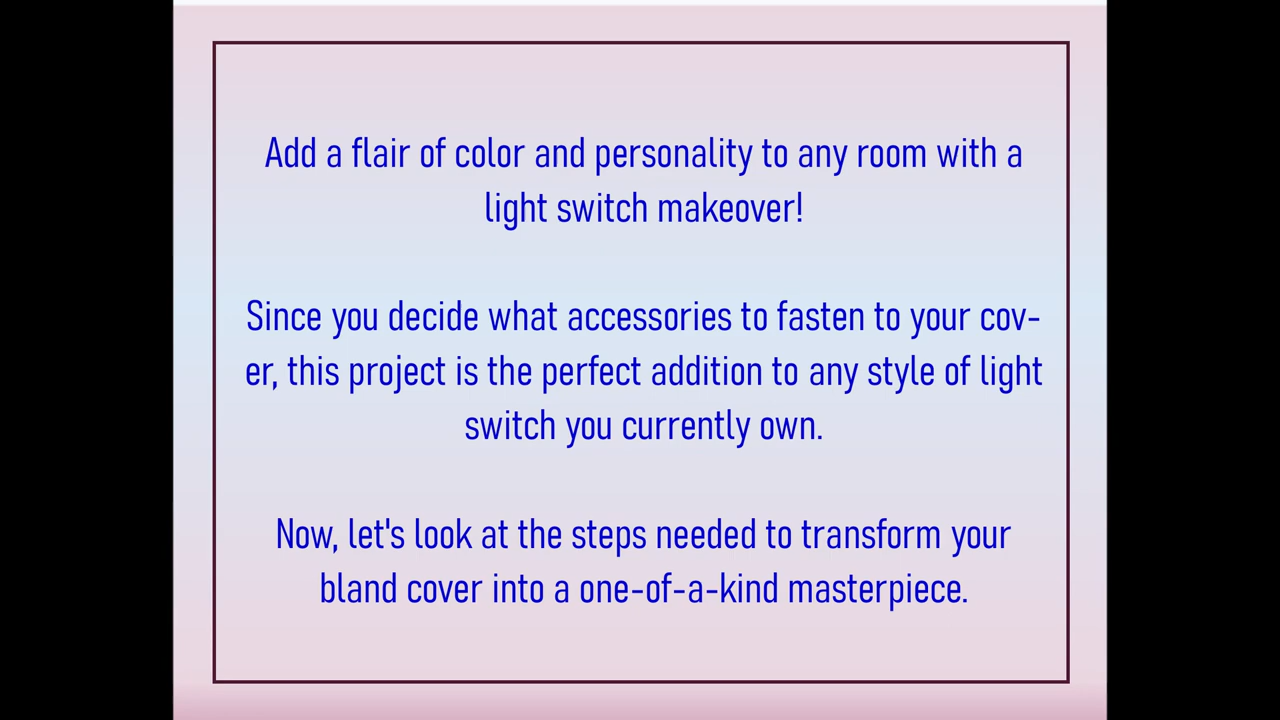 Add a flair of color and personality to any room with a
light switch makeover!
Since you decide what accessories to fasten to your cov-
er, this project is the perfect addition to any style of light
switch you currently own.
Now, let's look at the steps needed to transform your
bland cover into a one-of-a-kind masterpiece.